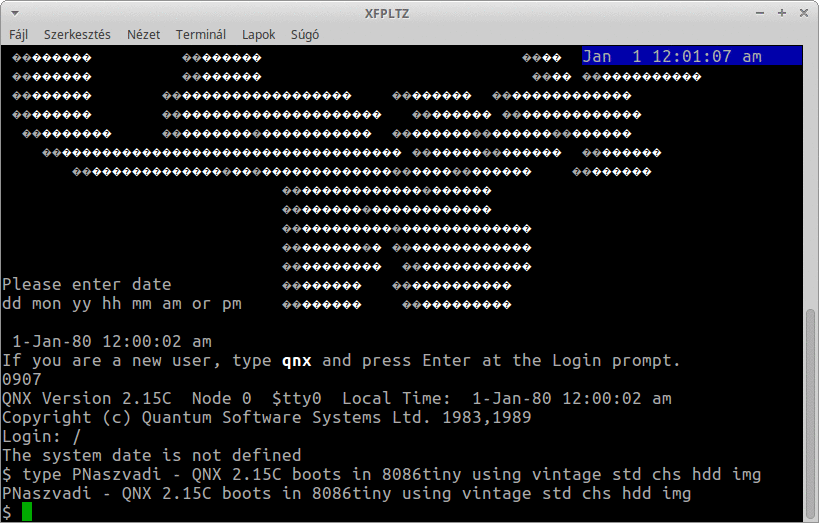 XFPLTZ
Fájl Szerkesztés Nézet Terminál Lapok Súgó
Jan  1 12:01:07 am
Please enter date
dd mon yy hh mm am or pm
1-Jan-80 12:00:02 am
If you are a new user, type qnx and press Enter at the Login prompt.
0907
QNX Version 2.15C  Node 0  $tty0  Local Time:  1-Jan-80 12:00:02 am
Copyright (c) Quantum Software Systems Ltd. 1983,1989
Login: /
The system date is not defined
$ type PNaszvadi - QNX 2.15C boots in 8086tiny using vintage std chs hdd img
PNaszvadi - QNX 2.15C boots in 8086tiny using vintage std chs hdd img
$